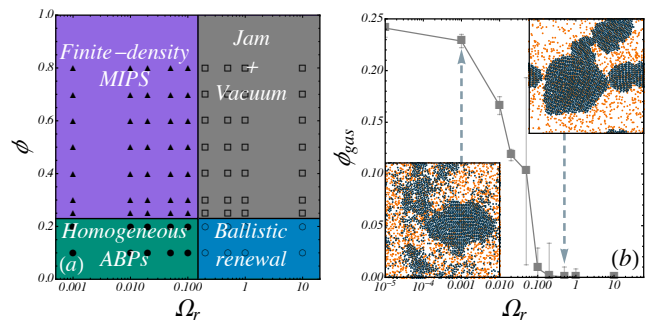 1.0
0.8
0.6
0.4
0.2
0.0
ϕ
Finite-density
MIPS
Jam
+
Vacuum
Homogeneous
ABPs
Ballistic
renewal
(a)
0.001 0.010 0.100 1 10
Ω_r
0.25
0.20
0.15
0.10
0.05
0.00
ϕ_gas
(b)
10⁻⁵ 10⁻⁴ 0.001 0.010 0.100 1 10
Ω_r